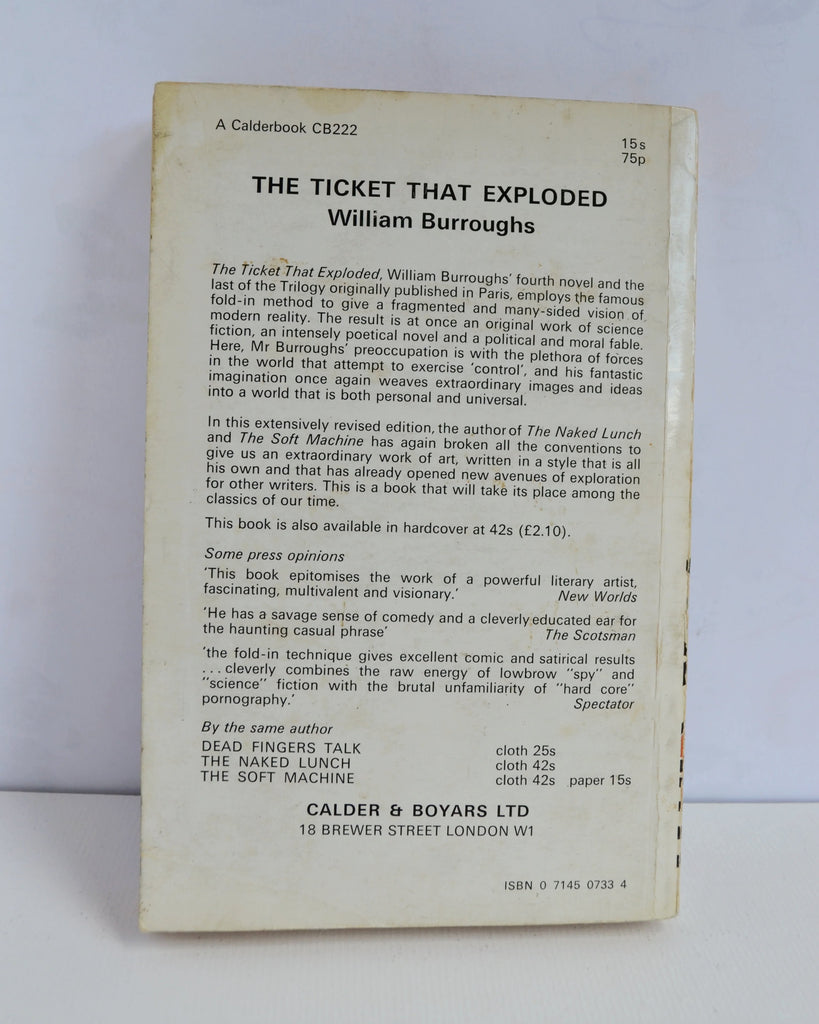 A Calderbook CB222
15s
75p
THE TICKET THAT EXPLODED
William Burroughs
The Ticket That Exploded, William Burroughs' fourth novel and the
last of the Trilogy originally published in Paris, employs the famous
fold-in method to give a fragmented and many-sided vision of
modern reality. The result is at once an original work of science
fiction, an intensely poetical novel and a political and moral fable.
Here, Mr Burroughs' preoccupation is with the plethora of forces
in the world that attempt to exercise 'control', and his fantastic
imagination once again weaves extraordinary images and ideas
into a world that is both personal and universal.
In this extensively revised edition, the author of The Naked Lunch
and The Soft Machine has again broken all the conventions to
give us an extraordinary work of art, written in a style that is all
his own and that has already opened new avenues of exploration
for other writers. This is a book that will take its place among the
classics of our time.
This book is also available in hardcover at 42s (£2.10).
Some press opinions
'This book epitomises the work of a powerful literary artist,
fascinating, multivalent and visionary.' New Worlds
'He has a savage sense of comedy and a cleverly educated ear for
the haunting casual phrase' The Scotsman
'the fold-in technique gives excellent comic and satirical results
. . . cleverly combines the raw energy of lowbrow "spy" and
"science" fiction with the brutal unfamiliarity of "hard core"
pornography.' Spectator
By the same author
DEAD FINGERS TALK cloth 25s
THE NAKED LUNCH cloth 42s
THE SOFT MACHINE cloth 42s paper 15s
CALDER & BOYARS LTD
18 BREWER STREET LONDON W1
ISBN 0 7145 0733 4